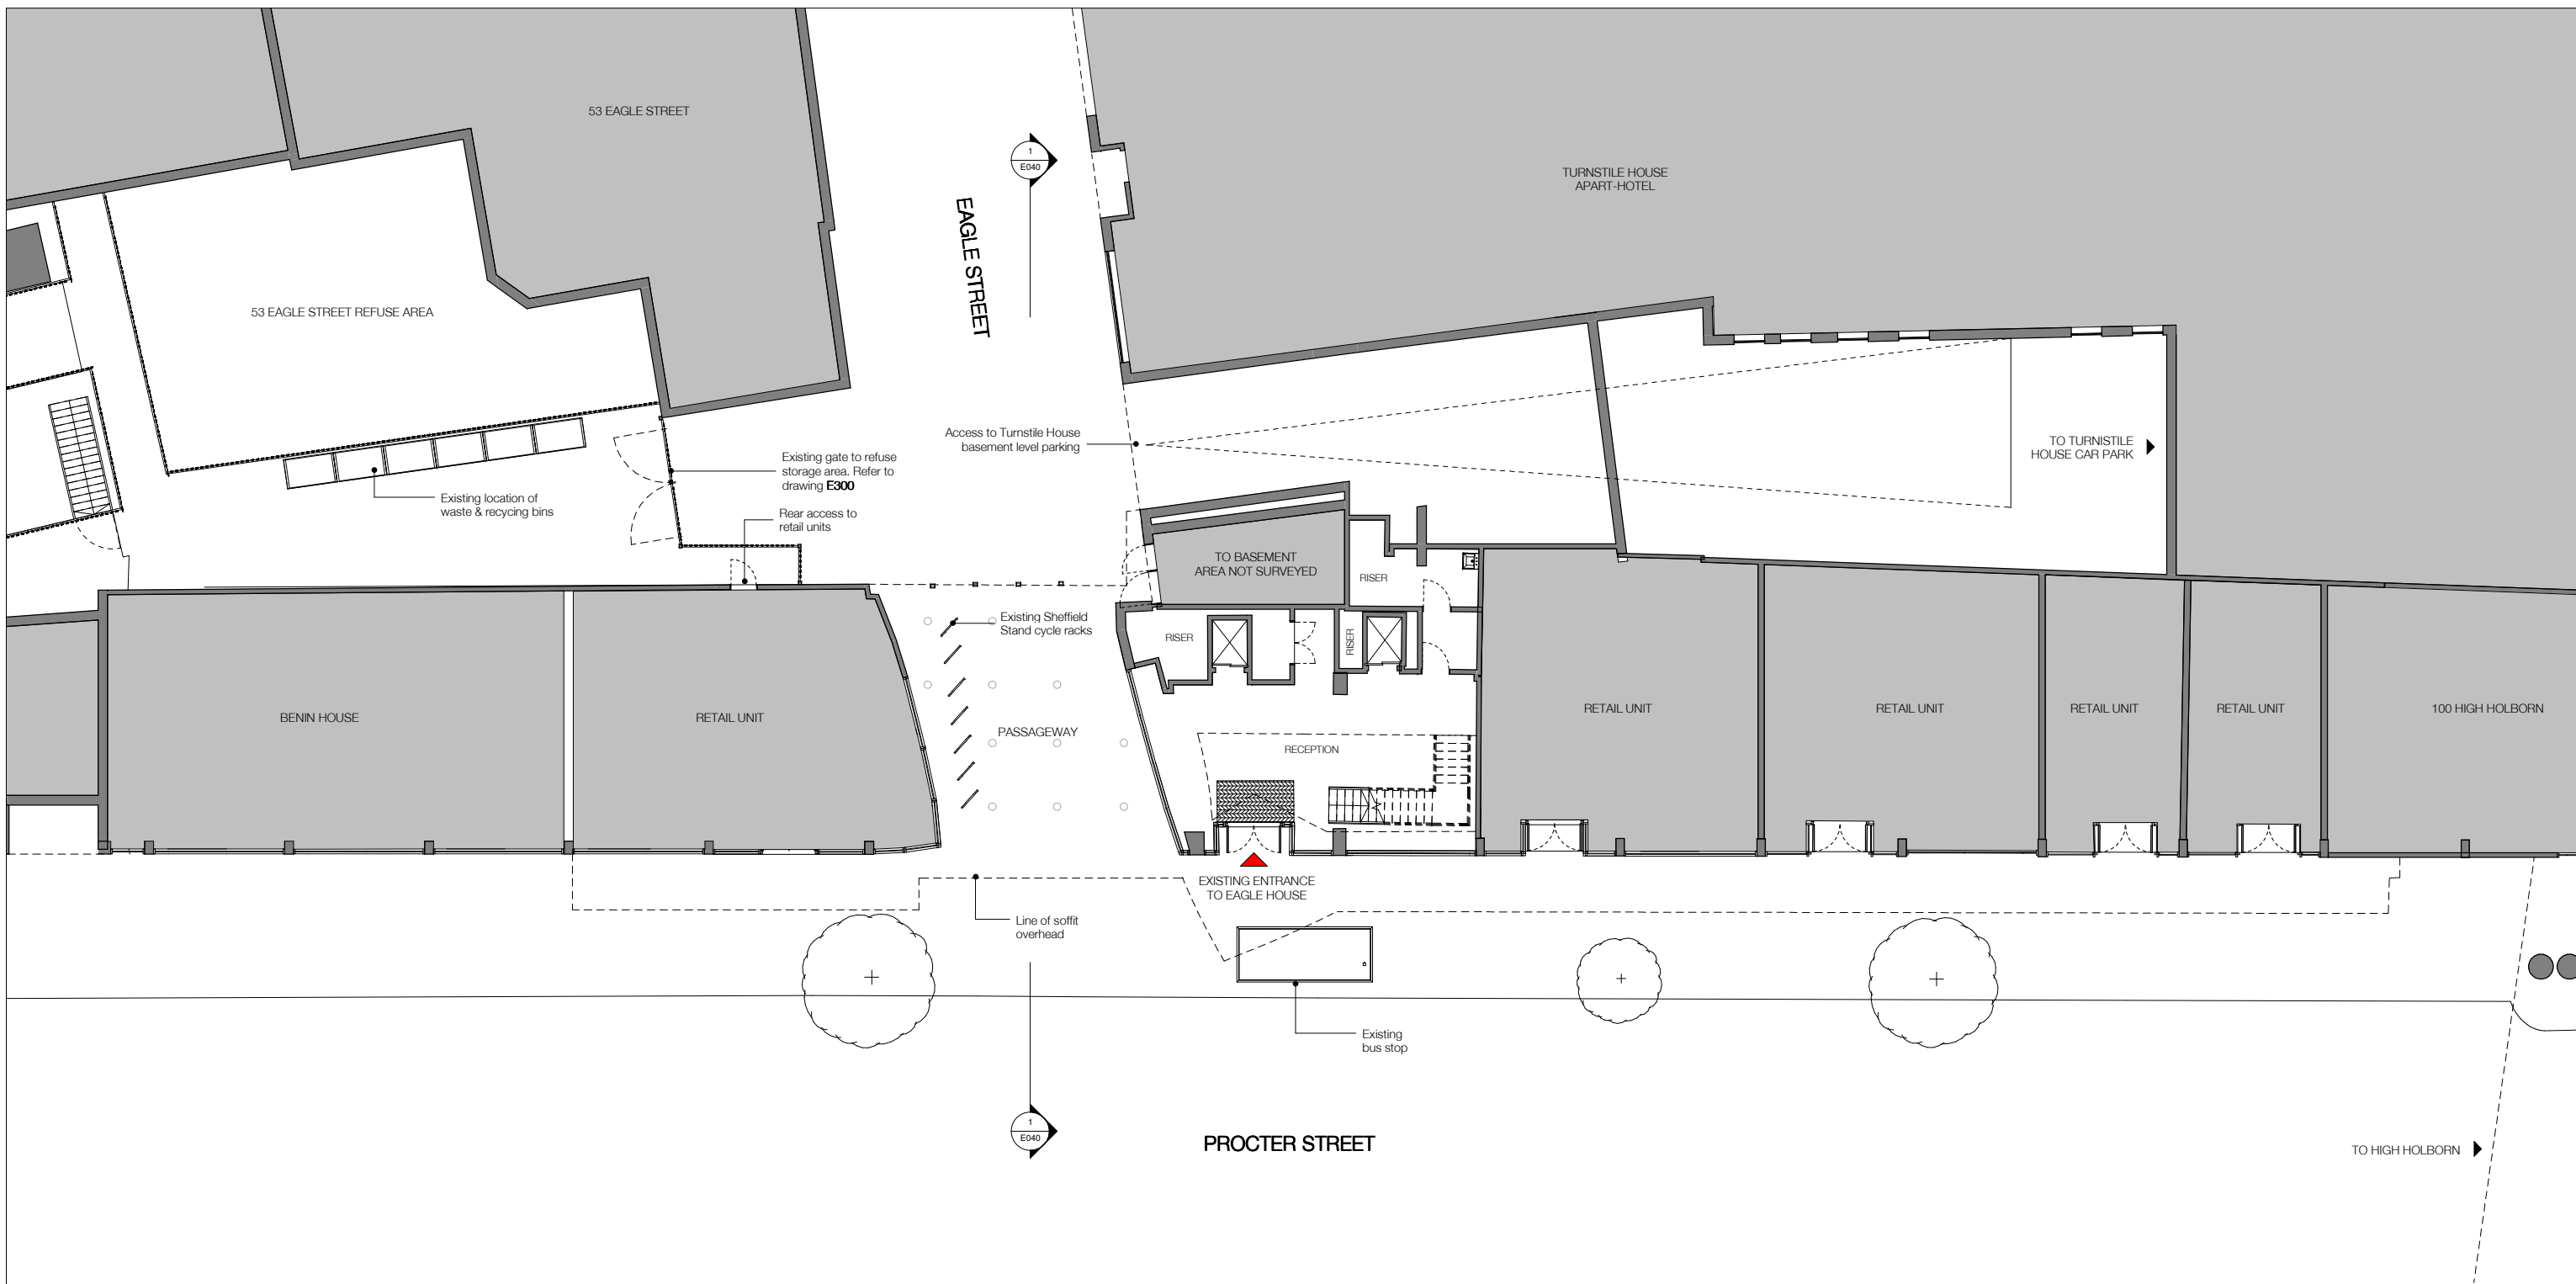 53 EAGLE STREET
1
E040
TURNSTILE HOUSE
APART-HOTEL
EAGLE STREET
53 EAGLE STREET REFUSE AREA
Access to Turnstile House
basement level parking
TO TURNISTILE
HOUSE CAR PARK
Existing gate to refuse
storage area. Refer to
drawing E300
Existing location of
waste & recycing bins
Rear access to
retail units
TO BASEMENT
AREA NOT SURVEYED
RISER
Existing Sheffield
Stand cycle racks
RISER
RISER
BENIN HOUSE
RETAIL UNIT
PASSAGEWAY
RECEPTION
RETAIL UNIT
RETAIL UNIT
RETAIL UNIT
RETAIL UNIT
100 HIGH HOLBORN
EXISTING ENTRANCE
TO EAGLE HOUSE
Line of soffit
overhead
Existing
bus stop
1
E040
PROCTER STREET
TO HIGH HOLBORN